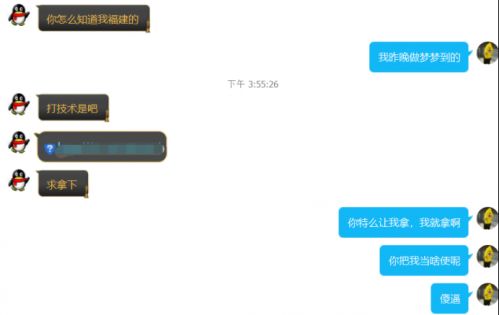 你怎么知道我福建的
我昨晚做梦梦到的
下午 3:55:26
打技术是吧
求拿下
你特么让我拿，我就拿啊
你把我当啥使呢
傻逼